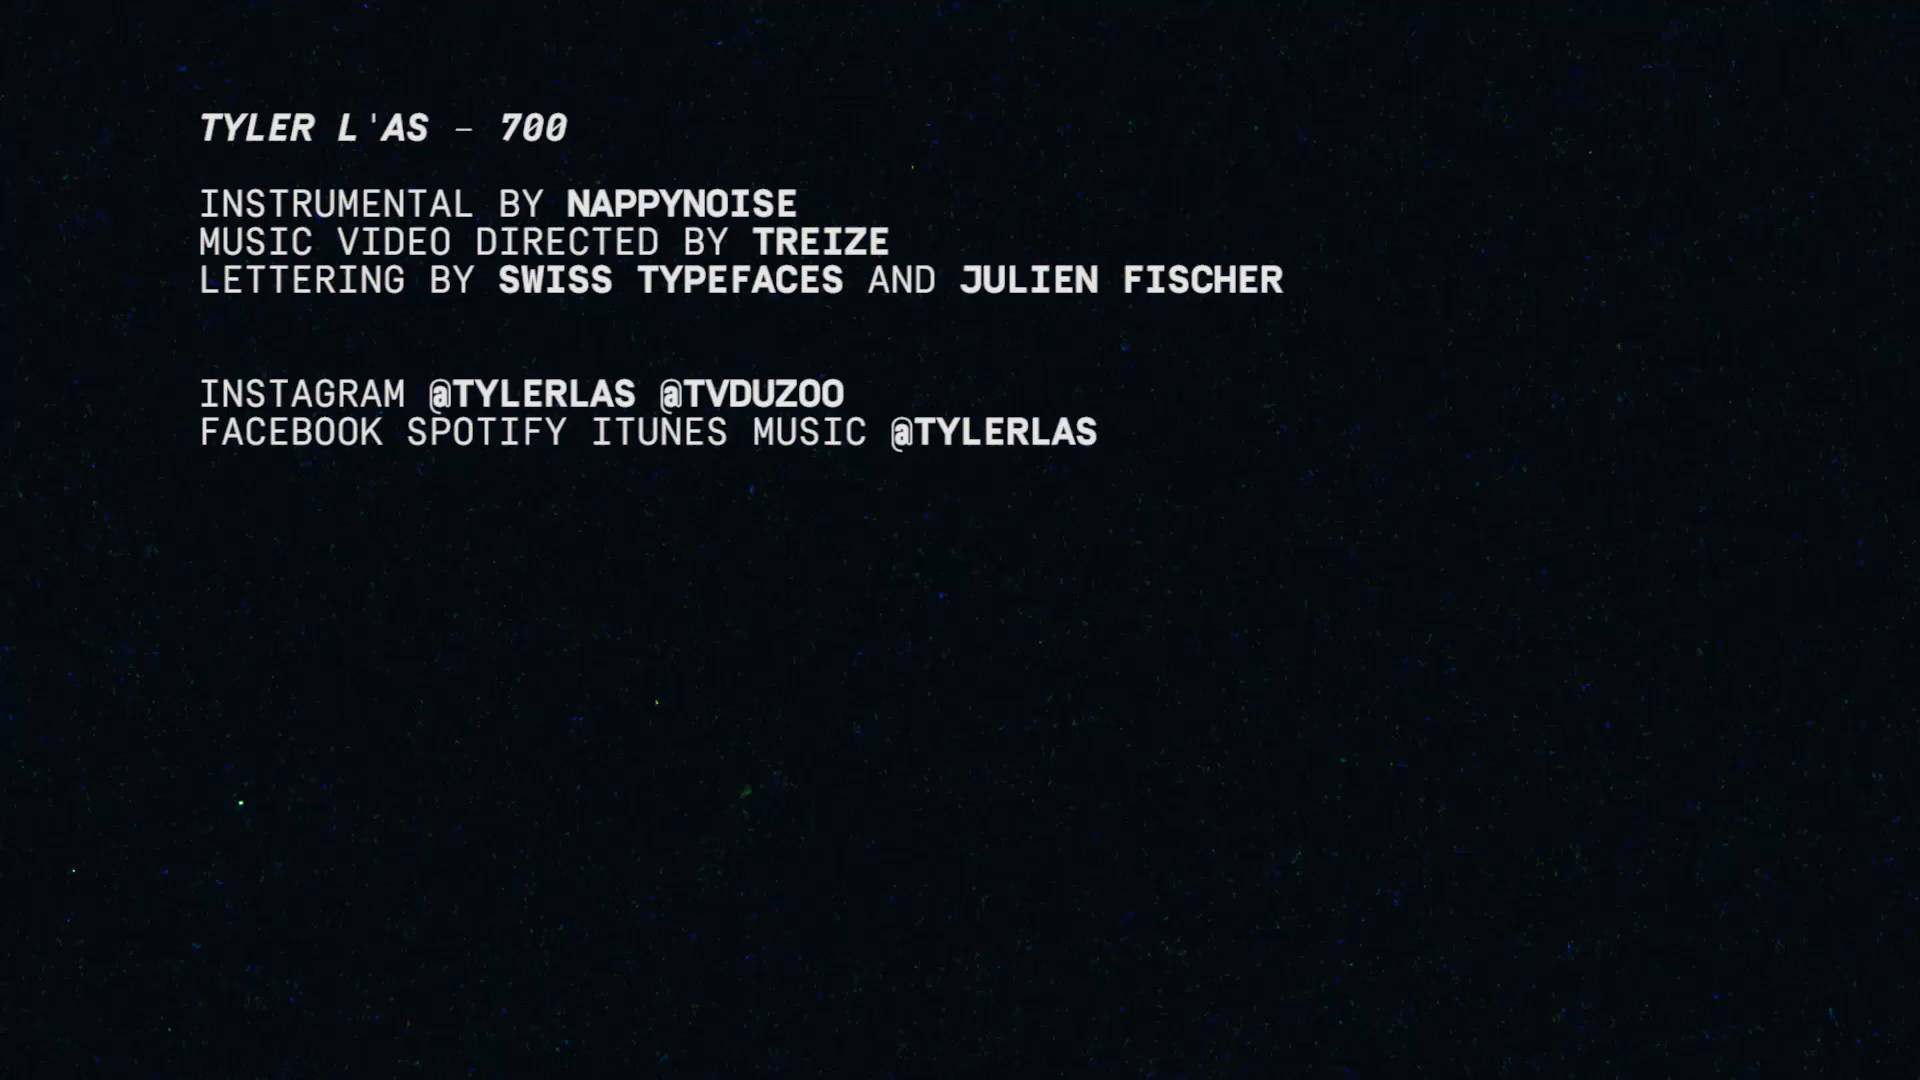 TYLER L'AS – 700
INSTRUMENTAL BY NAPPYNOISE
MUSIC VIDEO DIRECTED BY TREIZE
LETTERING BY SWISS TYPEFACES AND JULIEN FISCHER
INSTAGRAM @TYLERLAS @TVDUZOO
FACEBOOK SPOTIFY ITUNES MUSIC @TYLERLAS